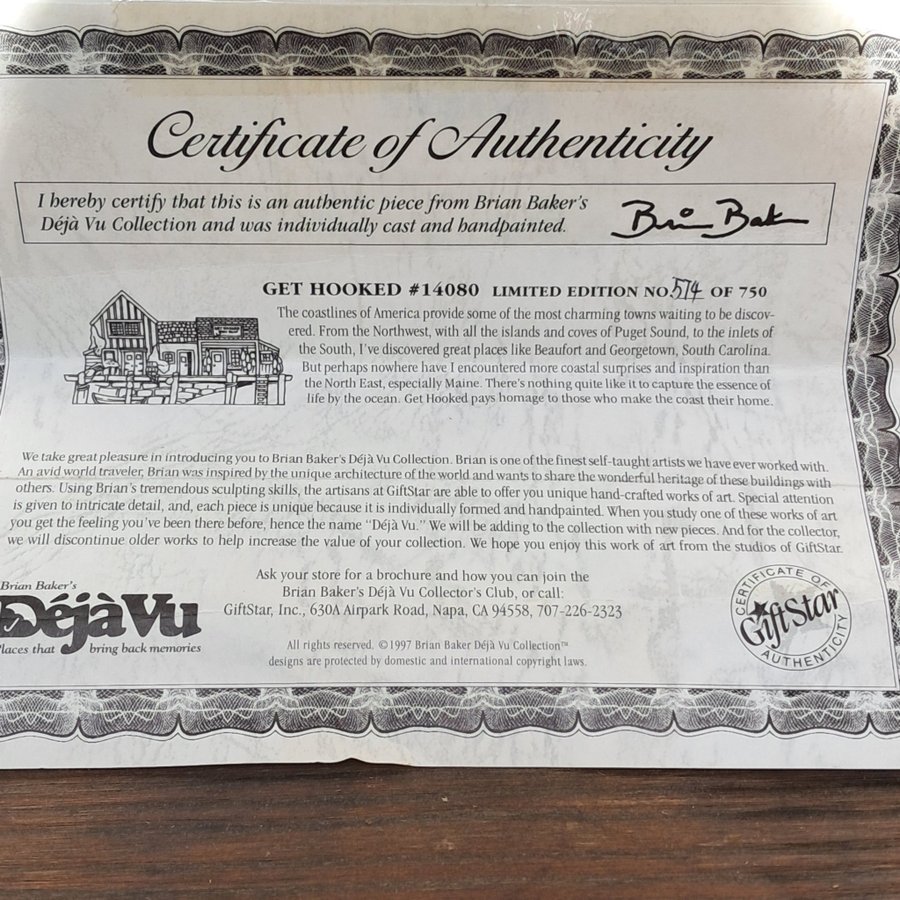 Certificate of Authenticity
I hereby certify that this is an authentic piece from Brian Baker's
Déjà Vu Collection and was individually cast and handpainted.
Brian Baker
GET HOOKED #14080 LIMITED EDITION NO. 574 OF 750
The coastlines of America provide some of the most charming towns waiting to be discov-
ered. From the Northwest, with all the islands and coves of Puget Sound, to the inlets of
the South, I've discovered great places like Beaufort and Georgetown, South Carolina.
But perhaps nowhere have I encountered more coastal surprises and inspiration than
the North East, especially Maine. There's nothing quite like it to capture the essence of
life by the ocean. Get Hooked pays homage to those who make the coast their home.
We take great pleasure in introducing you to Brian Baker's Déjà Vu Collection. Brian is one of the finest self-taught artists we have ever worked with.
An avid world traveler, Brian was inspired by the unique architecture of the world and wants to share the wonderful heritage of these buildings with
others. Using Brian's tremendous sculpting skills, the artisans at GiftStar are able to offer you unique hand-crafted works of art. Special attention
is given to intricate detail, and, each piece is unique because it is individually formed and handpainted. When you study one of these works of art
you get the feeling you've been there before, hence the name "Déjà Vu." We will be adding to the collection with new pieces. And for the collector,
we will discontinue older works to help increase the value of your collection. We hope you enjoy this work of art from the studios of GiftStar.
Ask your store for a brochure and how you can join the
Brian Baker's Déjà Vu Collector's Club, or call:
GiftStar, Inc., 630A Airpark Road, Napa, CA 94558, 707-226-2323
All rights reserved. ©1997 Brian Baker Déjà Vu Collection™
designs are protected by domestic and international copyright laws.
Brian Baker's
Déjà Vu
Places that bring back memories
CERTIFICATE OF
GiftStar
AUTHENTICITY